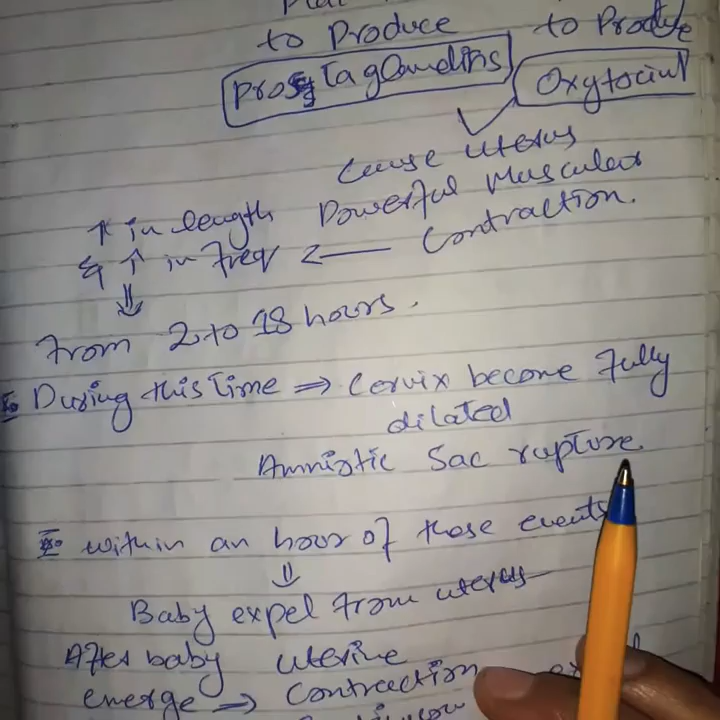 to Produce to Produce
Prostaglandins Oxytocin
Cause uterus
Powerful Muscular
Contraction.
↑ in length
& ↑ in Freq ←
⇓
From 2 to 18 hours.
During this Time ⇒ Cervix become Fully
dilated
Amniotic Sac rupture.
within an hour of these events
⇓
Baby expel From uterus
After baby uterine
emerge ⇒ Contraction